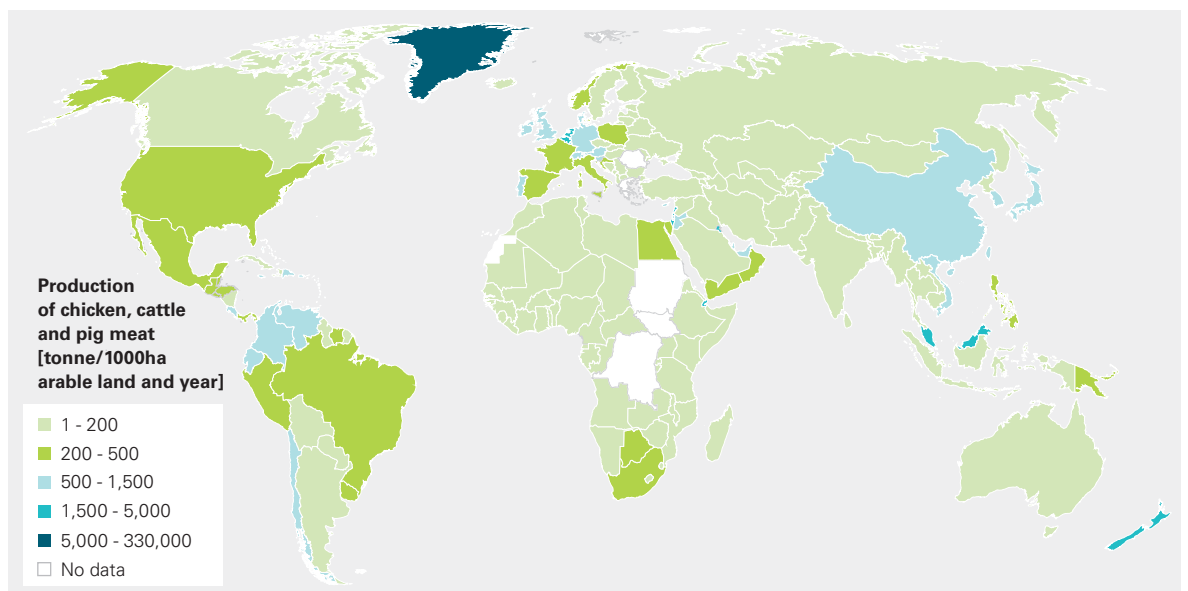 Production
of chicken, cattle
and pig meat
[tonne/1000ha
arable land and year]
1 - 200
200 - 500
500 - 1,500
1,500 - 5,000
5,000 - 330,000
No data